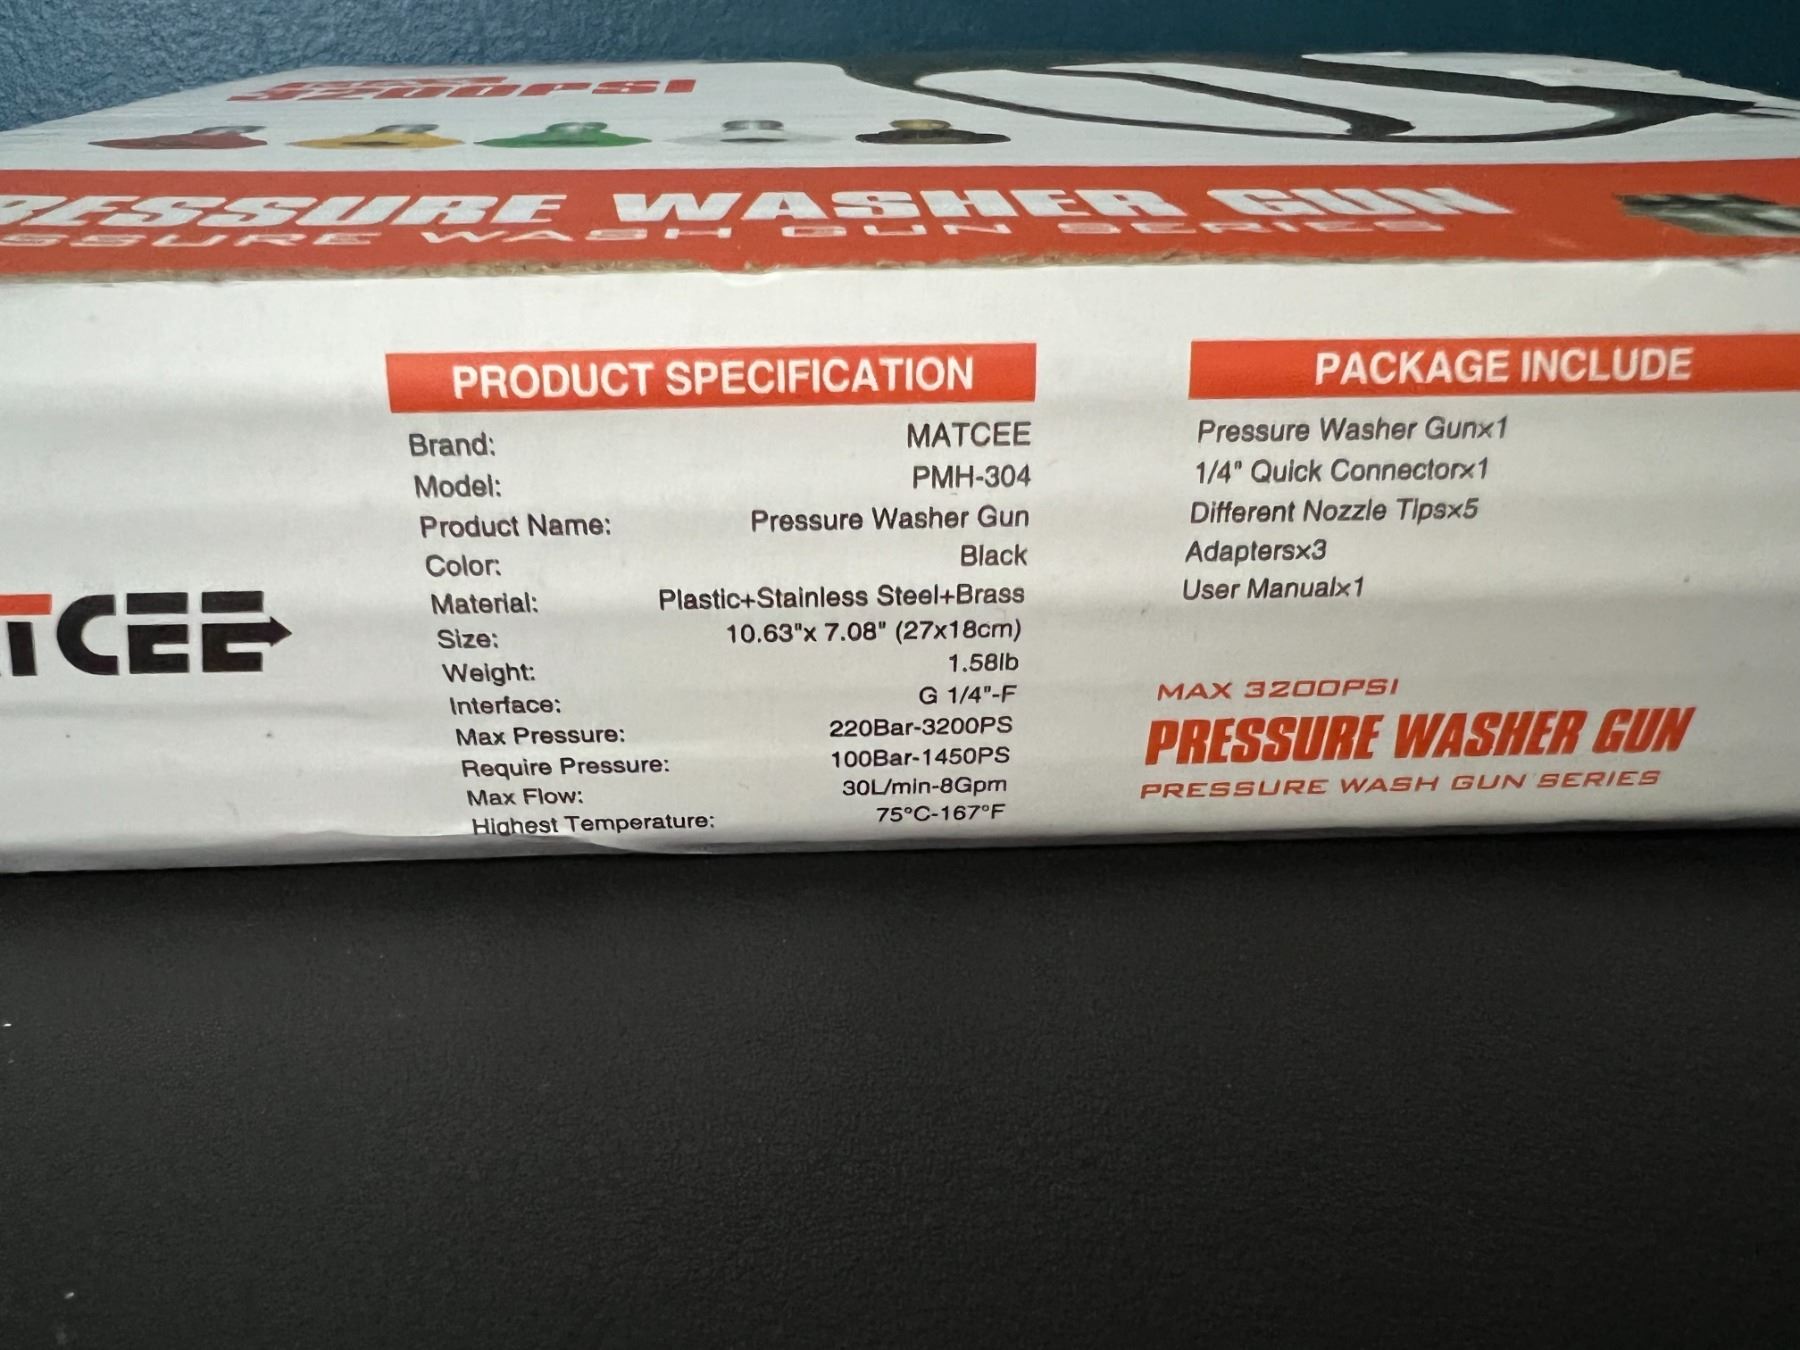 3200PSI
RESSURE WASHER GUN
SSURE WASH GUN SERIES
PRODUCT SPECIFICATION
Brand: MATCEE
Model: PMH-304
Product Name: Pressure Washer Gun
Color: Black
Material: Plastic+Stainless Steel+Brass
Size: 10.63"x 7.08" (27x18cm)
Weight: 1.58lb
Interface: G 1/4"-F
Max Pressure: 220Bar-3200PS
Require Pressure: 100Bar-1450PS
Max Flow: 30L/min-8Gpm
Highest Temperature: 75°C-167°F
PACKAGE INCLUDE
Pressure Washer Gunx1
1/4" Quick Connectorx1
Different Nozzle Tipsx5
Adaptersx3
User Manualx1
TCEE
MAX 3200PSI
PRESSURE WASHER GUN
PRESSURE WASH GUN SERIES